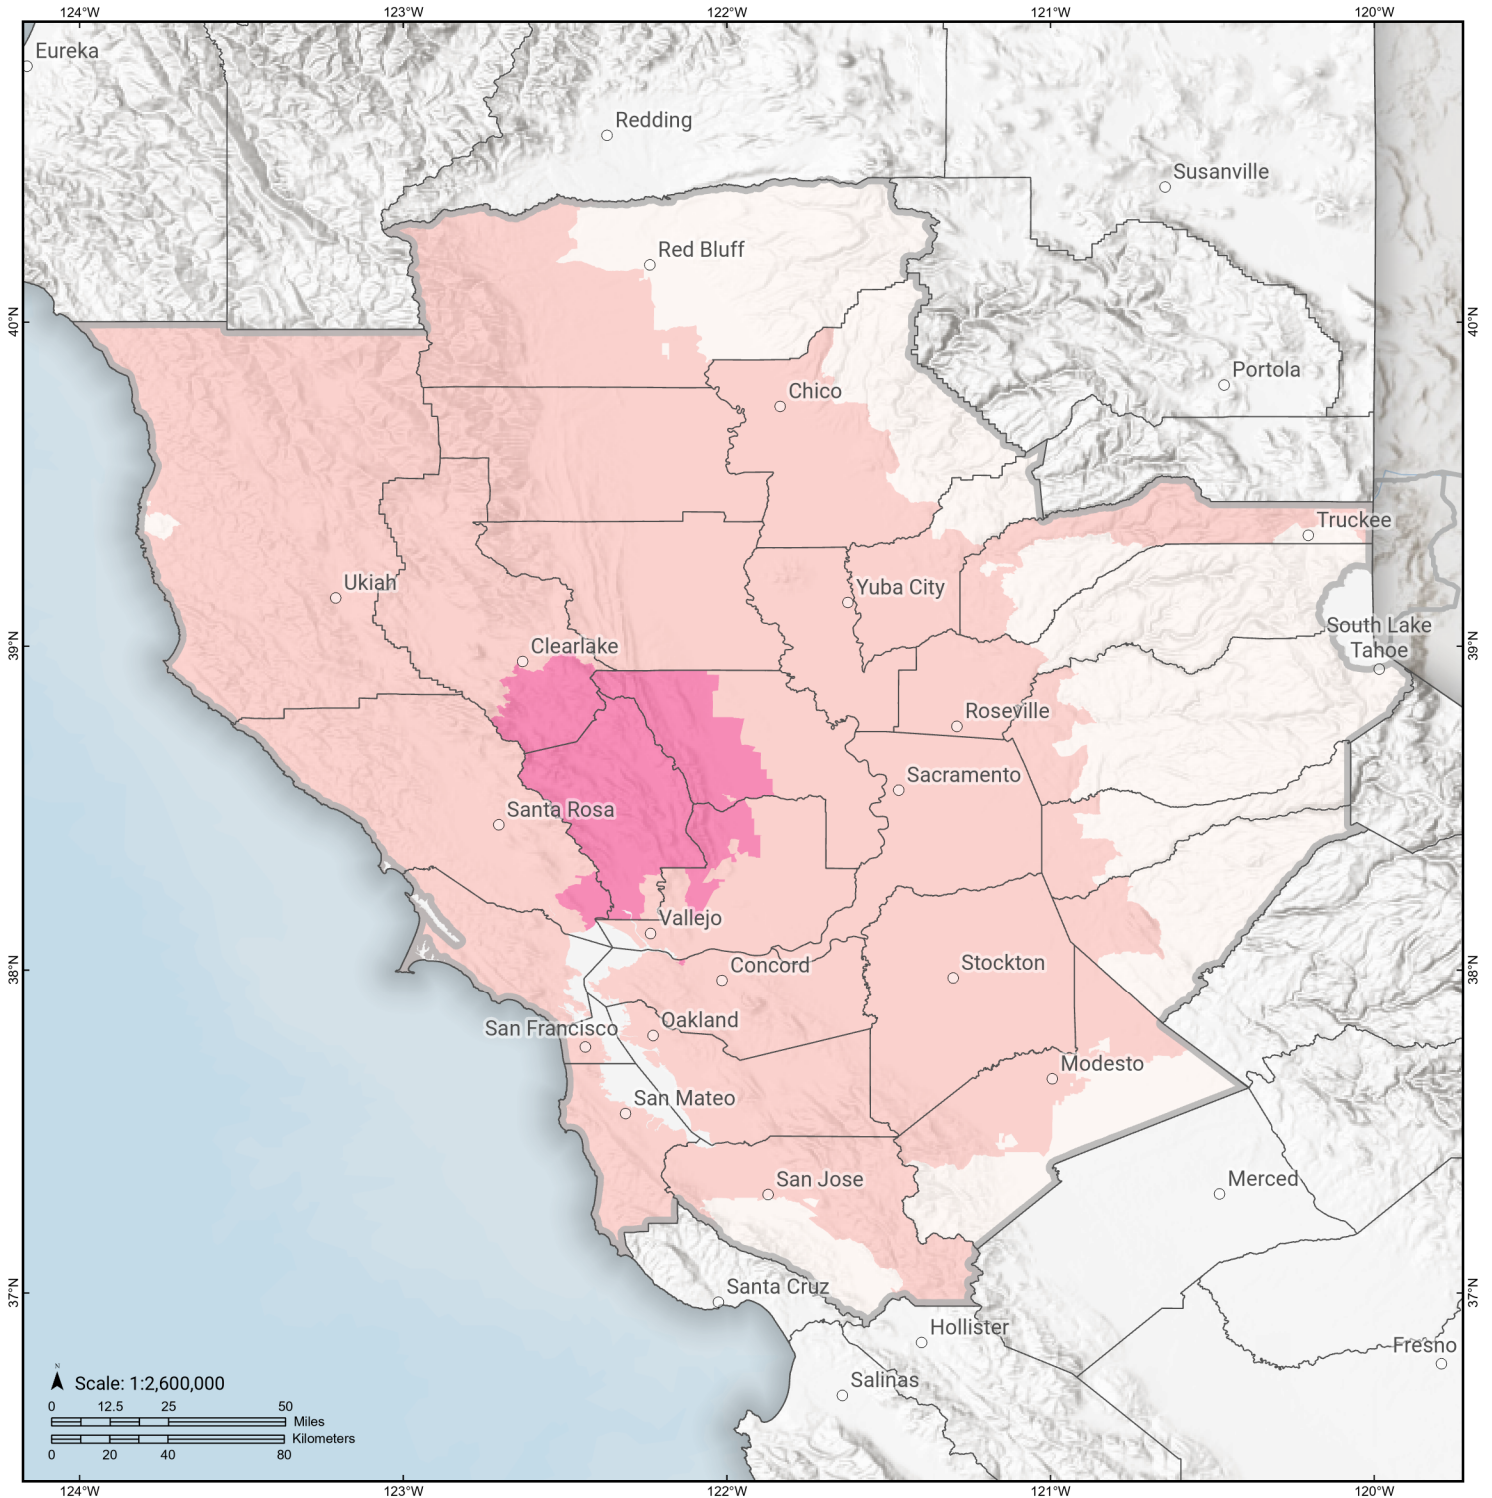 124°W
123°W
122°W
121°W
120°W
Eureka
Redding
Susanville
Red Bluff
40°N
40°N
Portola
Chico
Truckee
Ukiah
Yuba City
39°N
Clearlake
South Lake
Tahoe
39°N
Roseville
Sacramento
Santa Rosa
Vallejo
38°N
Concord
Stockton
38°N
San Francisco
Oakland
Modesto
San Mateo
San Jose
Merced
37°N
Santa Cruz
37°N
Hollister
Fresno
N
Scale: 1:2,600,000
Salinas
0 12.5 25 50
Miles
Kilometers
0 20 40 80
124°W
123°W
122°W
121°W
120°W